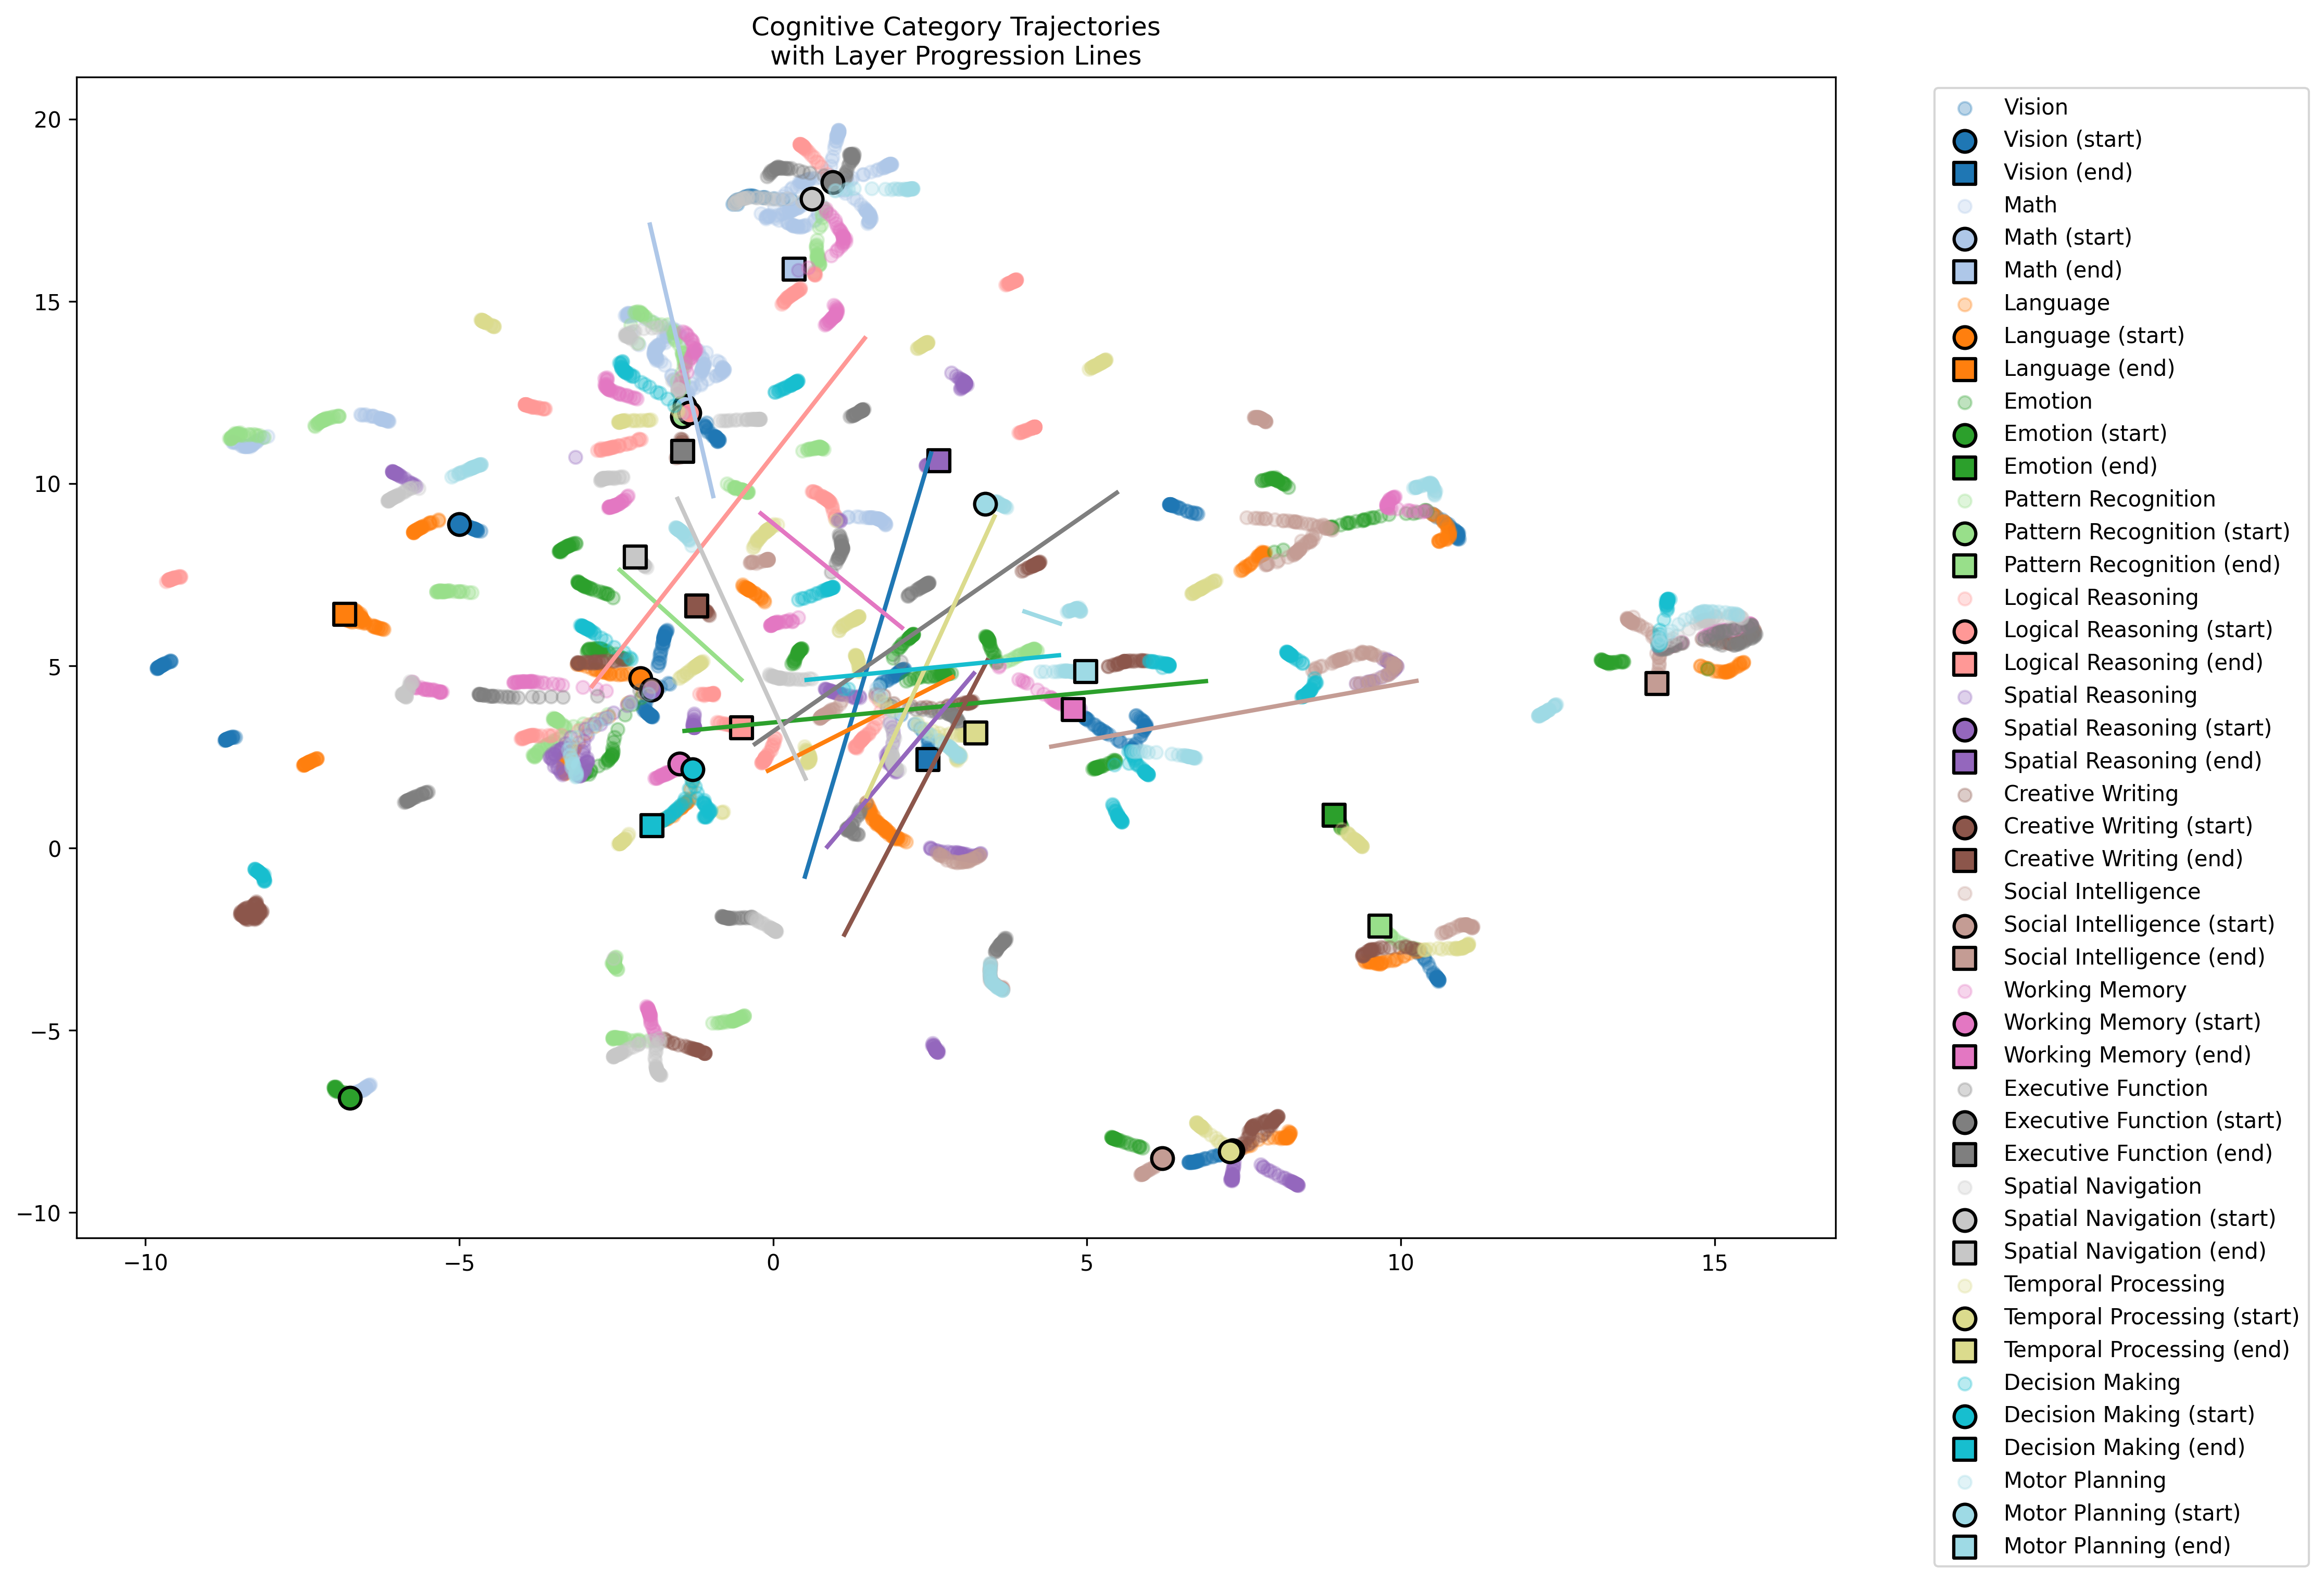 Cognitive Category Trajectories
with Layer Progression Lines
20
15
10
5
0
−5
−10
−10
−5
0
5
10
15
Vision
Vision (start)
Vision (end)
Math
Math (start)
Math (end)
Language
Language (start)
Language (end)
Emotion
Emotion (start)
Emotion (end)
Pattern Recognition
Pattern Recognition (start)
Pattern Recognition (end)
Logical Reasoning
Logical Reasoning (start)
Logical Reasoning (end)
Spatial Reasoning
Spatial Reasoning (start)
Spatial Reasoning (end)
Creative Writing
Creative Writing (start)
Creative Writing (end)
Social Intelligence
Social Intelligence (start)
Social Intelligence (end)
Working Memory
Working Memory (start)
Working Memory (end)
Executive Function
Executive Function (start)
Executive Function (end)
Spatial Navigation
Spatial Navigation (start)
Spatial Navigation (end)
Temporal Processing
Temporal Processing (start)
Temporal Processing (end)
Decision Making
Decision Making (start)
Decision Making (end)
Motor Planning
Motor Planning (start)
Motor Planning (end)